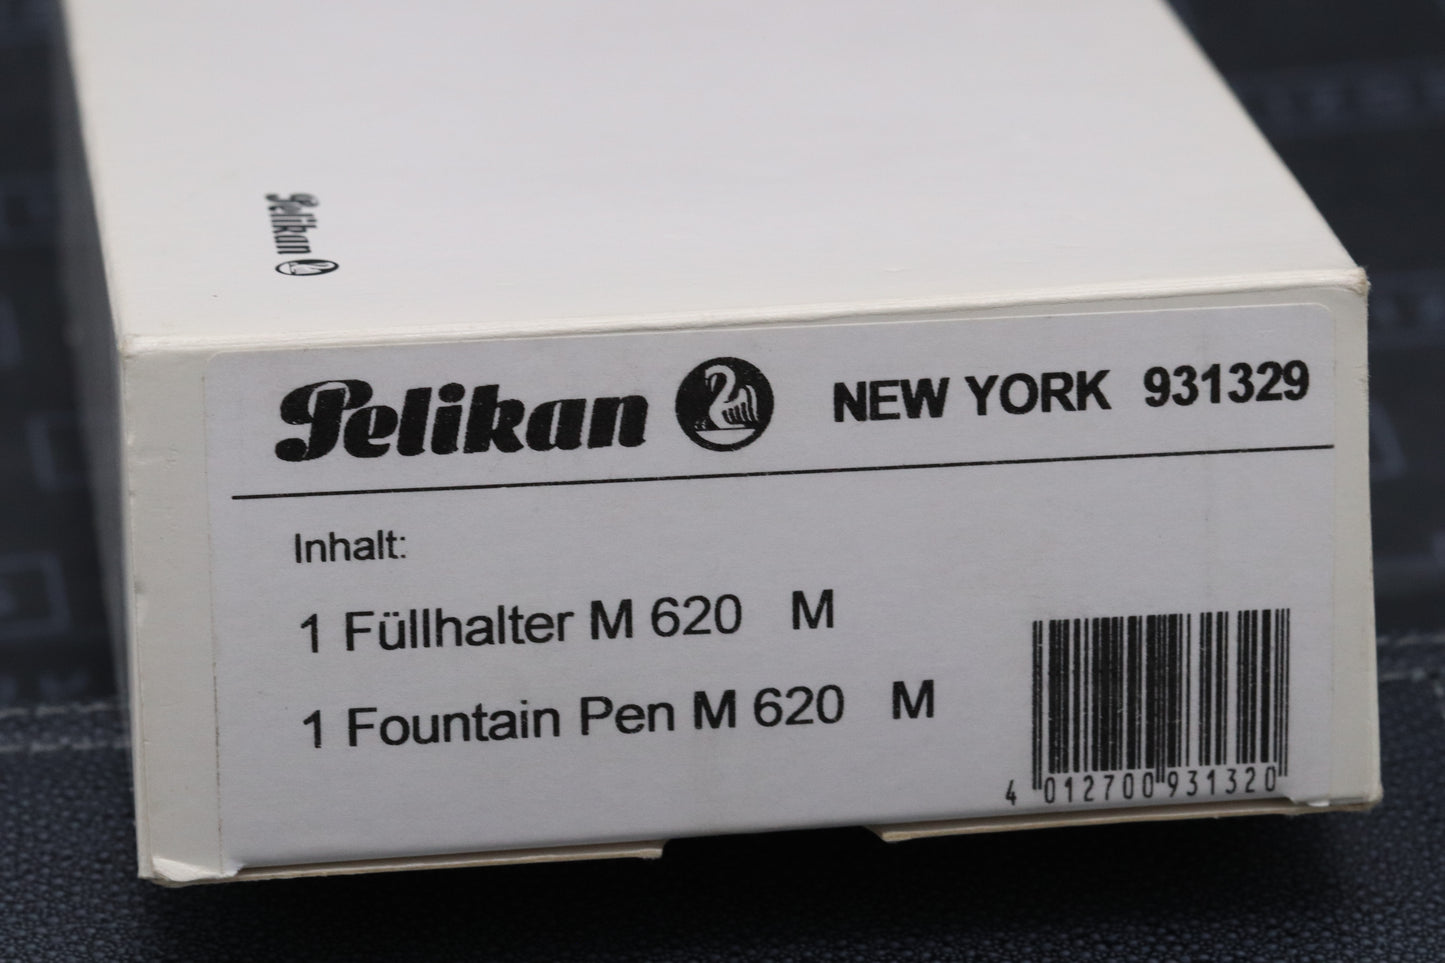 Pelikan
Pelikan NEW YORK 931329
Inhalt:
1 Füllhalter M 620 M
1 Fountain Pen M 620 M
4 012700 931320